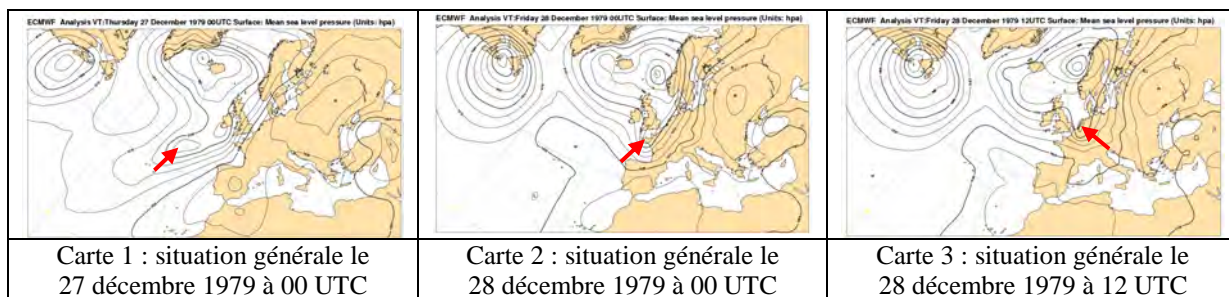 ECMWF Analysis VT:Thursday 27 December 1979 00UTC Surface: Mean sea level pressure (Units: hpa)
ECMWF Analysis VT:Friday 28 December 1979 00UTC Surface: Mean sea level pressure (Units: hpa)
ECMWF Analysis VT:Friday 28 December 1979 12UTC Surface: Mean sea level pressure (Units: hpa)
Carte 1 : situation générale le
27 décembre 1979 à 00 UTC
Carte 2 : situation générale le
28 décembre 1979 à 00 UTC
Carte 3 : situation générale le
28 décembre 1979 à 12 UTC